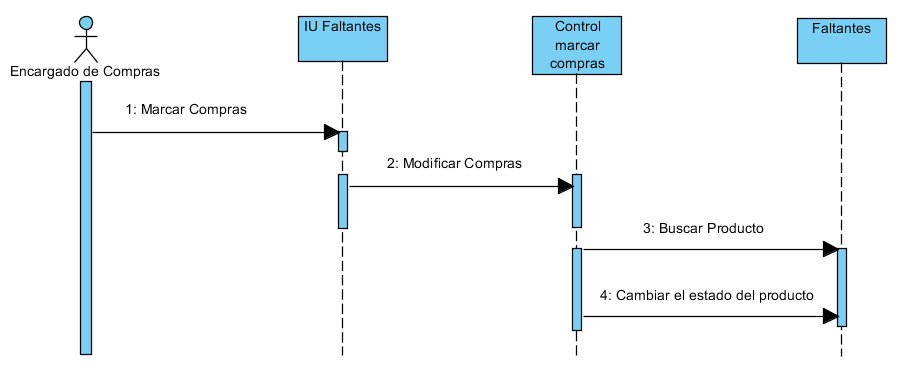 IU Faltantes
Control
marcar
compras
Faltantes
Encargado de Compras
1: Marcar Compras
2: Modificar Compras
3: Buscar Producto
4: Cambiar el estado del producto